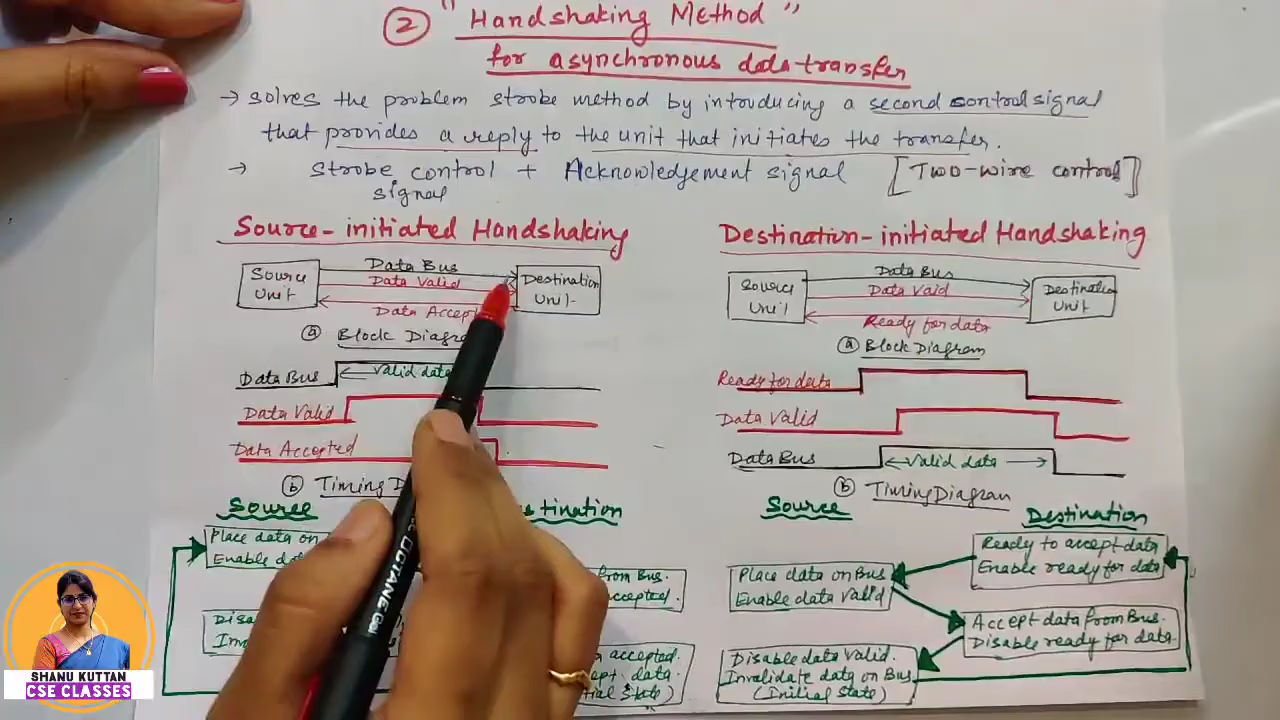 ② "Handshaking Method"
for asynchronous data transfer
→ solves the problem strobe method by introducing a second control signal
that provides a reply to the unit that initiates the transfer.
→ strobe control + Acknowledgement signal [Two-wire control]
signal
Source-initiated Handshaking
Source
Unit
Data Bus
Data Valid
Data Accep
Destination
Unit
ⓐ Block Diagra
Data Bus
Valid data
Data Valid
Data Accepted
ⓑ Timing D
Source
tination
Place data on
Enable da
from Bus.
accepted.
Disa
Inv
accepted.
ept data
tial state)
Destination-initiated Handshaking
Source
Unit
Data Bus
Data Vaid
Ready for data
Destination
Unit
ⓐ Block Diagram
Ready for data
Data Valid
Data Bus
Valid data
ⓑ Timing Diagram
Source
Destination
Ready to accept data
Enable ready for data
Place data on Bus
Enable data valid
Accept data from Bus.
Disable ready for data.
Disable data valid.
Invalidate data on Bus
(Initial State)
SHANU KUTTAN
CSE CLASSES